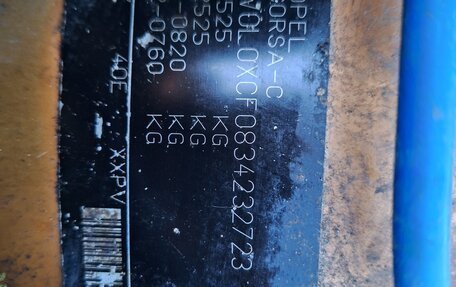 OPEL
CORSA-C
W0L0XCF0834232723
525 KG
525 KG
-0820 KG
-0760 KG
40E XXPV